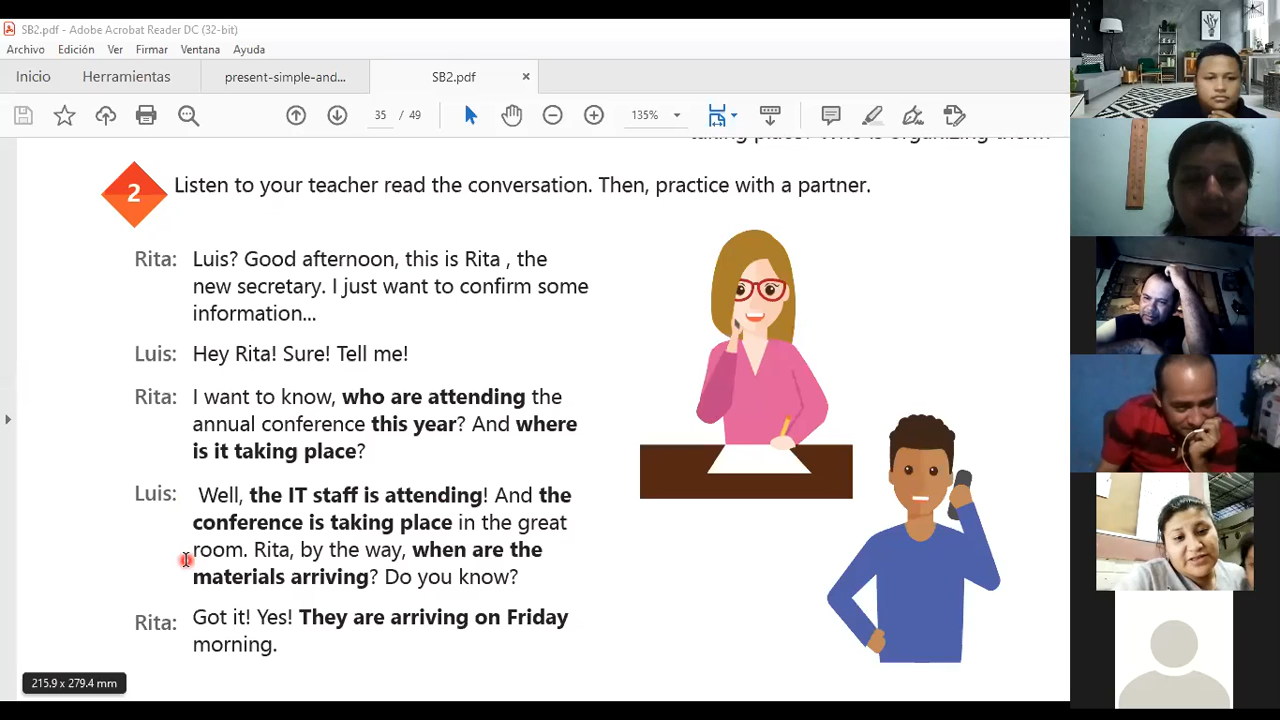 SB2.pdf - Adobe Acrobat Reader DC (32-bit)
Archivo Edición Ver Firmar Ventana Ayuda
Inicio Herramientas present-simple-and... SB2.pdf ×
35 / 49 135%
taking place? Who is organizing them?
2 Listen to your teacher read the conversation. Then, practice with a partner.
Rita: Luis? Good afternoon, this is Rita , the
new secretary. I just want to confirm some
information...
Luis: Hey Rita! Sure! Tell me!
Rita: I want to know, who are attending the
annual conference this year? And where
is it taking place?
Luis: Well, the IT staff is attending! And the
conference is taking place in the great
room. Rita, by the way, when are the
materials arriving? Do you know?
Rita: Got it! Yes! They are arriving on Friday
morning.
215.9 x 279.4 mm